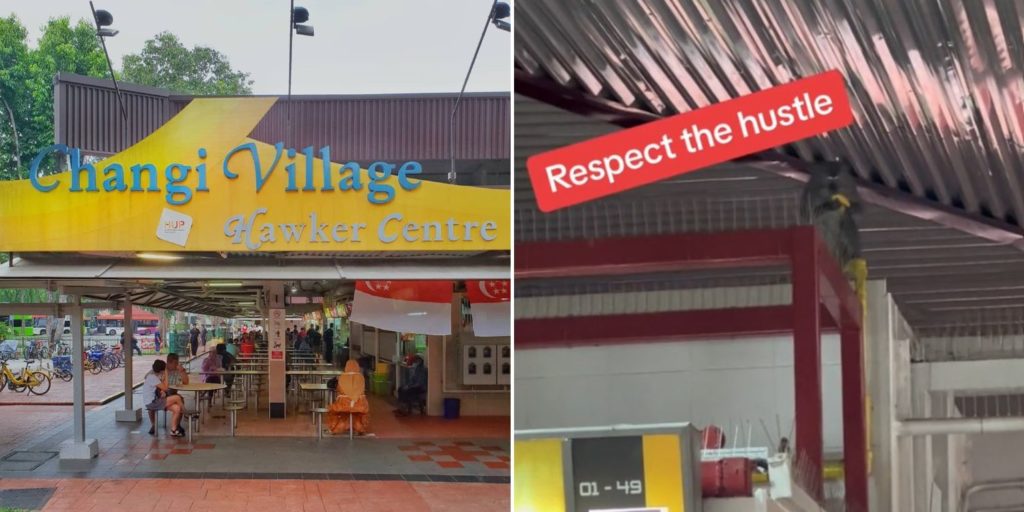 Changi Village
HUP
Hawker Centre
Respect the hustle
01 - 49